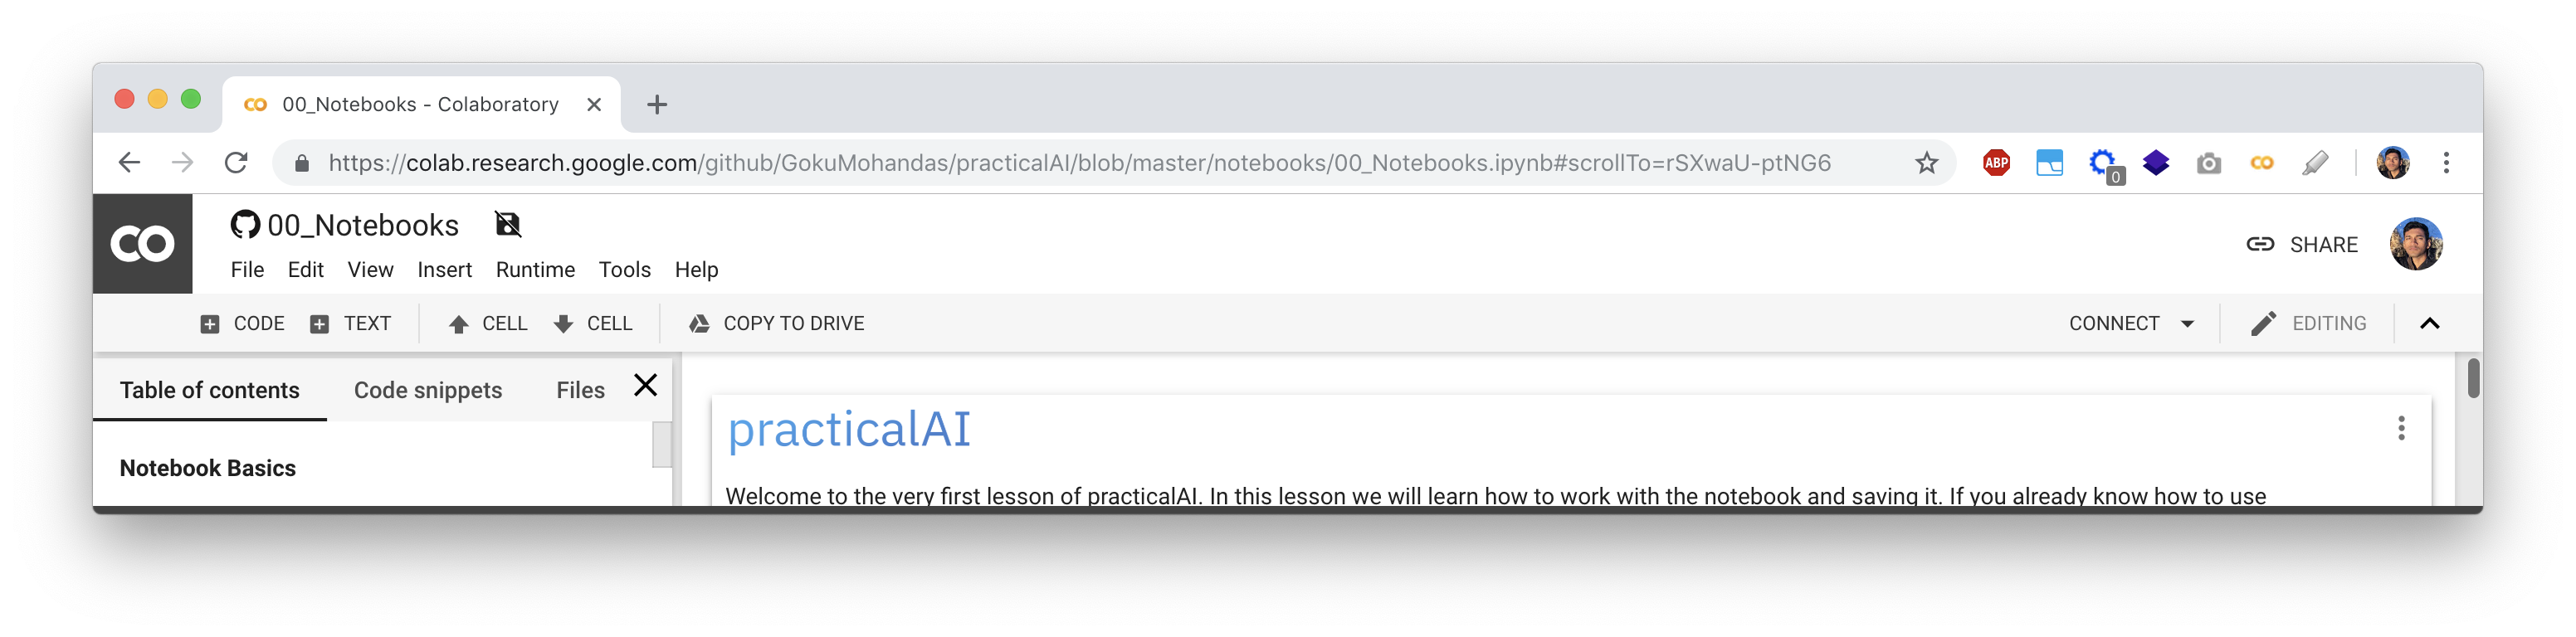 00_Notebooks - Colaboratory
https://colab.research.google.com/github/GokuMohandas/practicalAI/blob/master/notebooks/00_Notebooks.ipynb#scrollTo=rSXwaU-ptNG6
ABP
0
CO
00_Notebooks
File Edit View Insert Runtime Tools Help
SHARE
CODE TEXT CELL CELL COPY TO DRIVE
CONNECT EDITING
Table of contents Code snippets Files
practicalAI
Notebook Basics
Welcome to the very first lesson of practicalAI. In this lesson we will learn how to work with the notebook and saving it. If you already know how to use